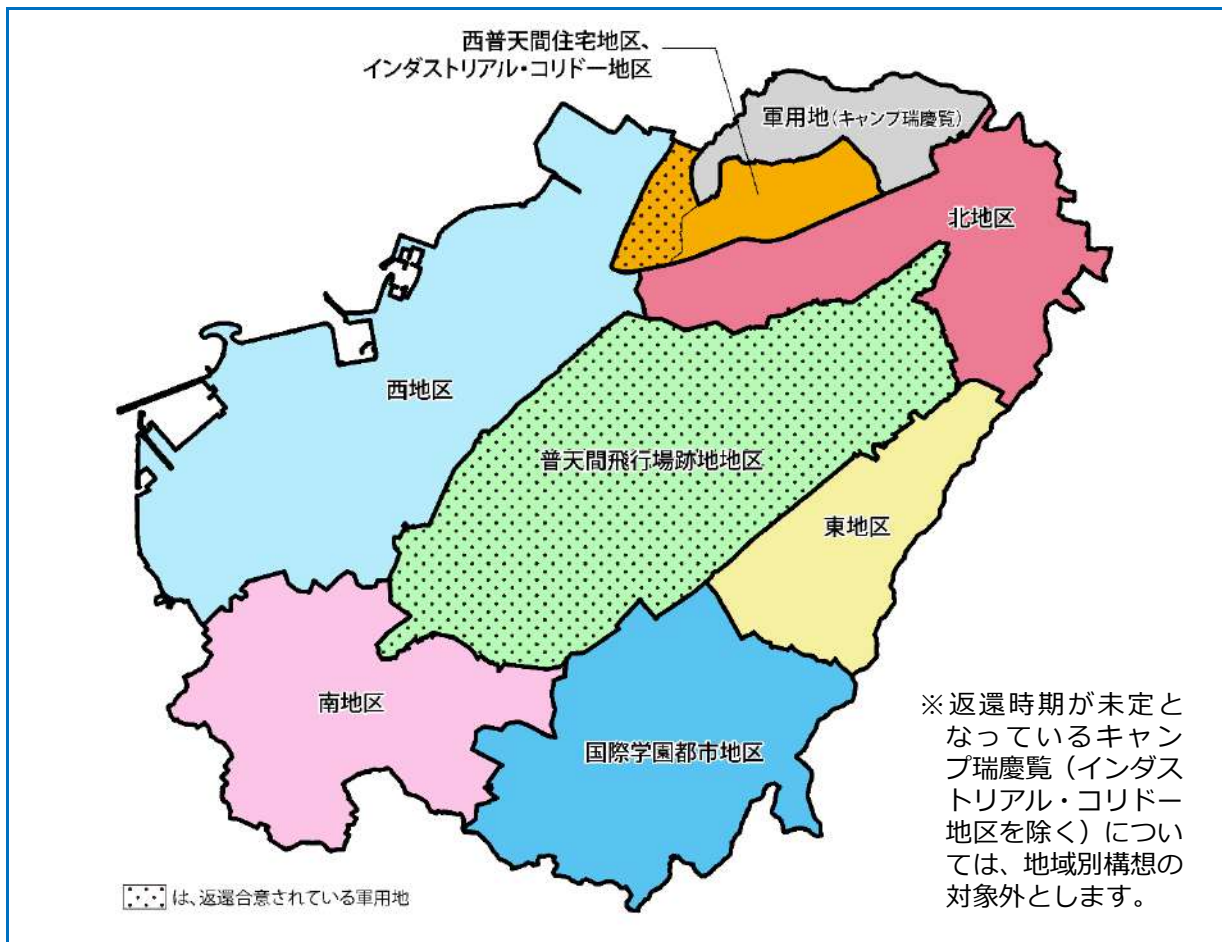 西普天間住宅地区、
インダストリアル・コリドー地区
軍用地(キャンプ瑞慶覧)
北地区
西地区
普天間飛行場跡地地区
東地区
南地区
国際学園都市地区
※返還時期が未定と
なっているキャン
プ瑞慶覧（インダス
トリアル・コリドー
地区を除く）につい
ては、地域別構想の
対象外とします。
は、返還合意されている軍用地